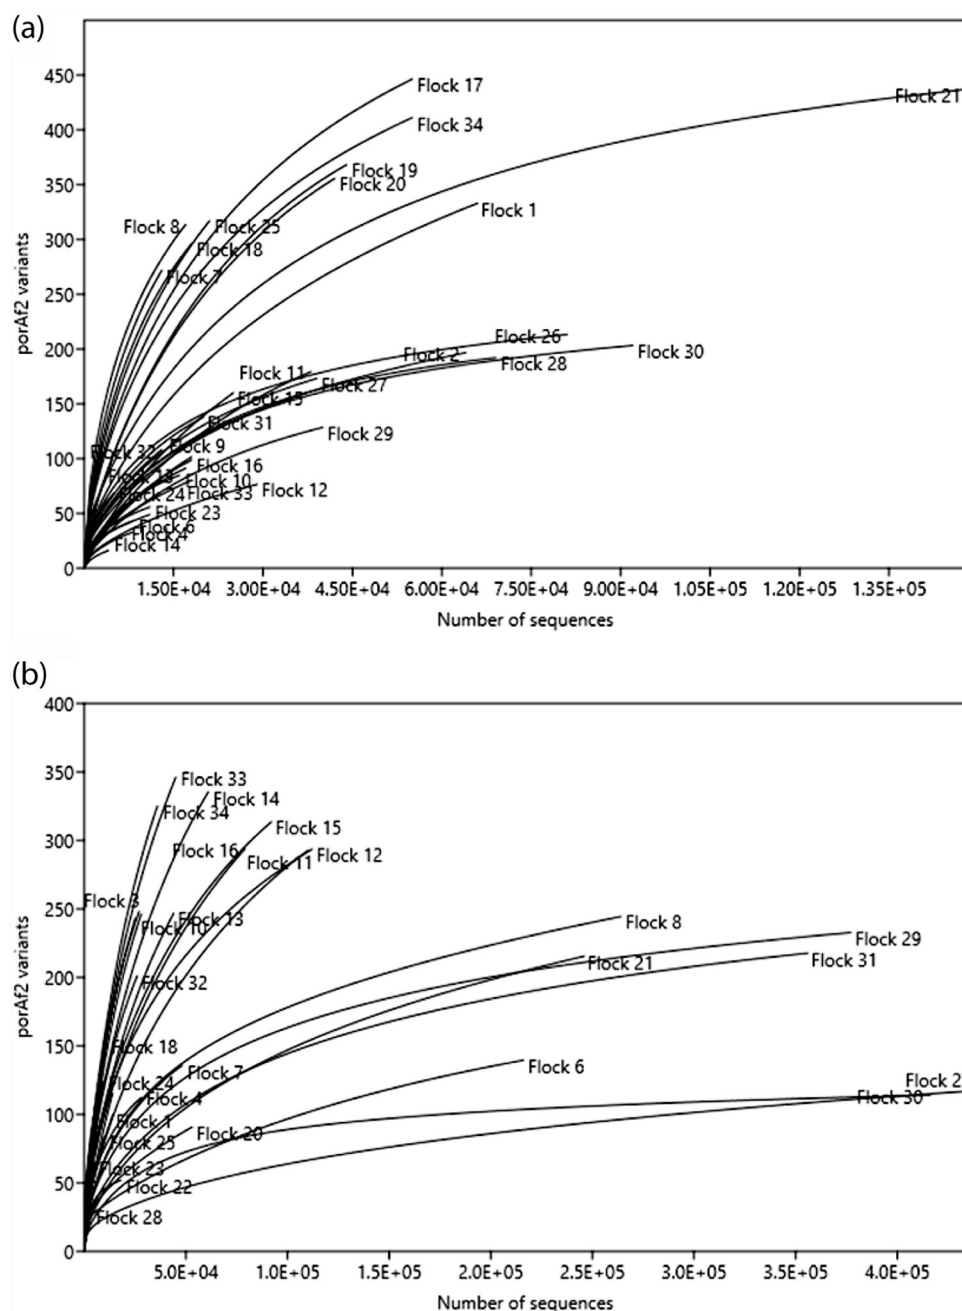 (a)
450
400
350
300
250
200
150
100
50
0
porAf2 variants
Flock 17
Flock 21
Flock 34
Flock 19
Flock 20
Flock 8
Flock 25
Flock 1
Flock 18
Flock 7
Flock 26
Flock 2
Flock 30
Flock 28
Flock 11
Flock 27
Flock 15
Flock 31
Flock 29
Flock 32
Flock 9
Flock 16
Flock 13
Flock 10
Flock 12
Flock 24
Flock 33
Flock 23
Flock 6
Flock 4
Flock 14
1.50E+04 3.00E+04 4.50E+04 6.00E+04 7.50E+04 9.00E+04 1.05E+05 1.20E+05 1.35E+05
Number of sequences
(b)
400
350
300
250
200
150
100
50
0
porAf2 variants
Flock 33
Flock 14
Flock 34
Flock 15
Flock 16
Flock 11
Flock 12
Flock 3
Flock 13
Flock 10
Flock 8
Flock 29
Flock 21
Flock 31
Flock 32
Flock 18
Flock 7
Flock 6
Flock 24
Flock 4
Flock 30
Flock 1
Flock 20
Flock 25
Flock 23
Flock 22
Flock 28
5.0E+04 1.0E+05 1.5E+05 2.0E+05 2.5E+05 3.0E+05 3.5E+05 4.0E+05
Number of sequences